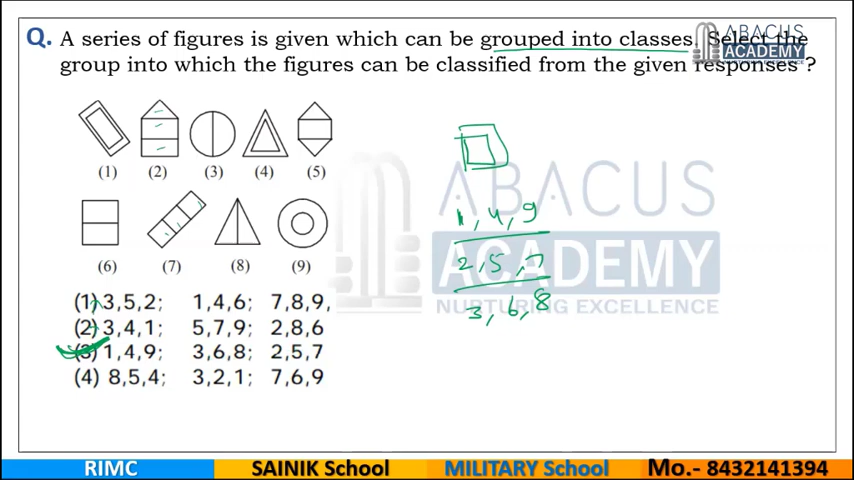 Q. A series of figures is given which can be grouped into classes. Select the
group into which the figures can be classified from the given responses ?
ABACUS
ACADEMY
(1) (2) (3) (4) (5)
(6) (7) (8) (9)
1, 4, 9
2, 5, 7
3, 6, 8
ABACUS
ACADEMY
NURTURING EXCELLENCE
(1) 3,5,2; 1,4,6; 7,8,9,
(2) 3,4,1; 5,7,9; 2,8,6
(3) 1,4,9; 3,6,8; 2,5,7
(4) 8,5,4; 3,2,1; 7,6,9
RIMC SAINIK School MILITARY School Mo.- 8432141394